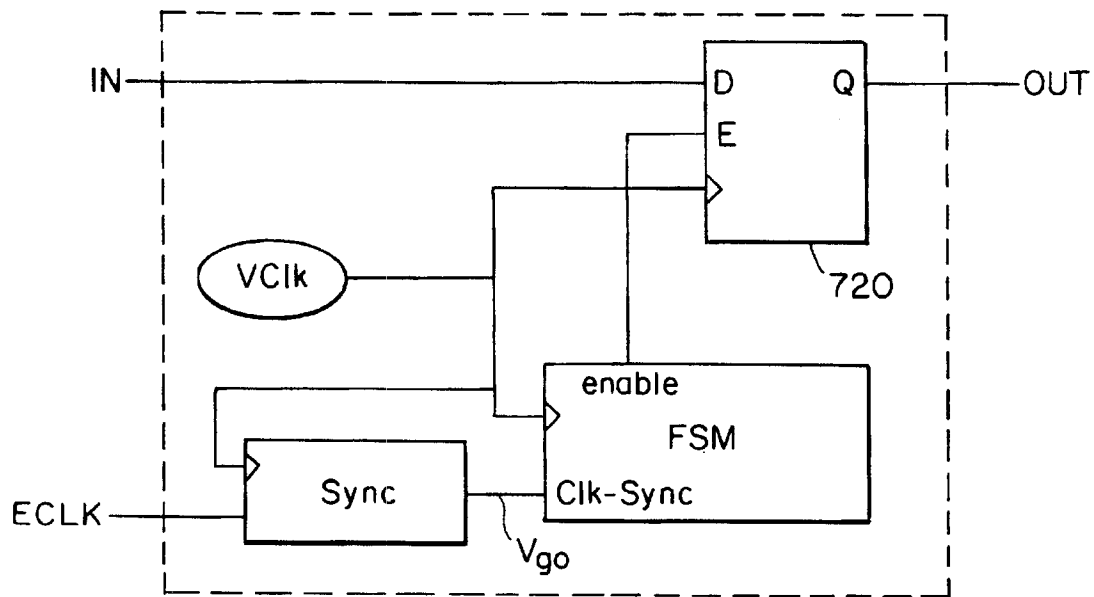 IN
D Q
OUT
E
VClk
720
enable
FSM
Sync
Clk-Sync
ECLK
Vgo